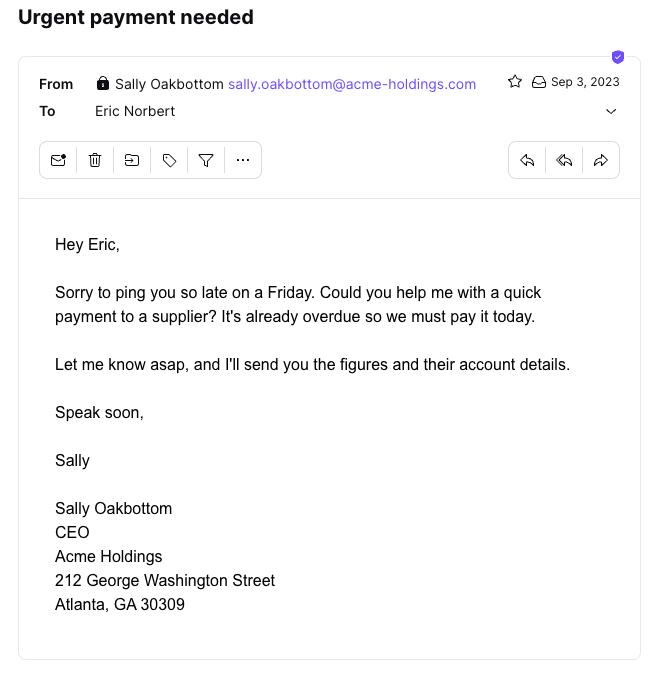 Urgent payment needed
From Sally Oakbottom sally.oakbottom@acme-holdings.com Sep 3, 2023
To Eric Norbert
Hey Eric,
Sorry to ping you so late on a Friday. Could you help me with a quick
payment to a supplier? It's already overdue so we must pay it today.
Let me know asap, and I'll send you the figures and their account details.
Speak soon,
Sally
Sally Oakbottom
CEO
Acme Holdings
212 George Washington Street
Atlanta, GA 30309